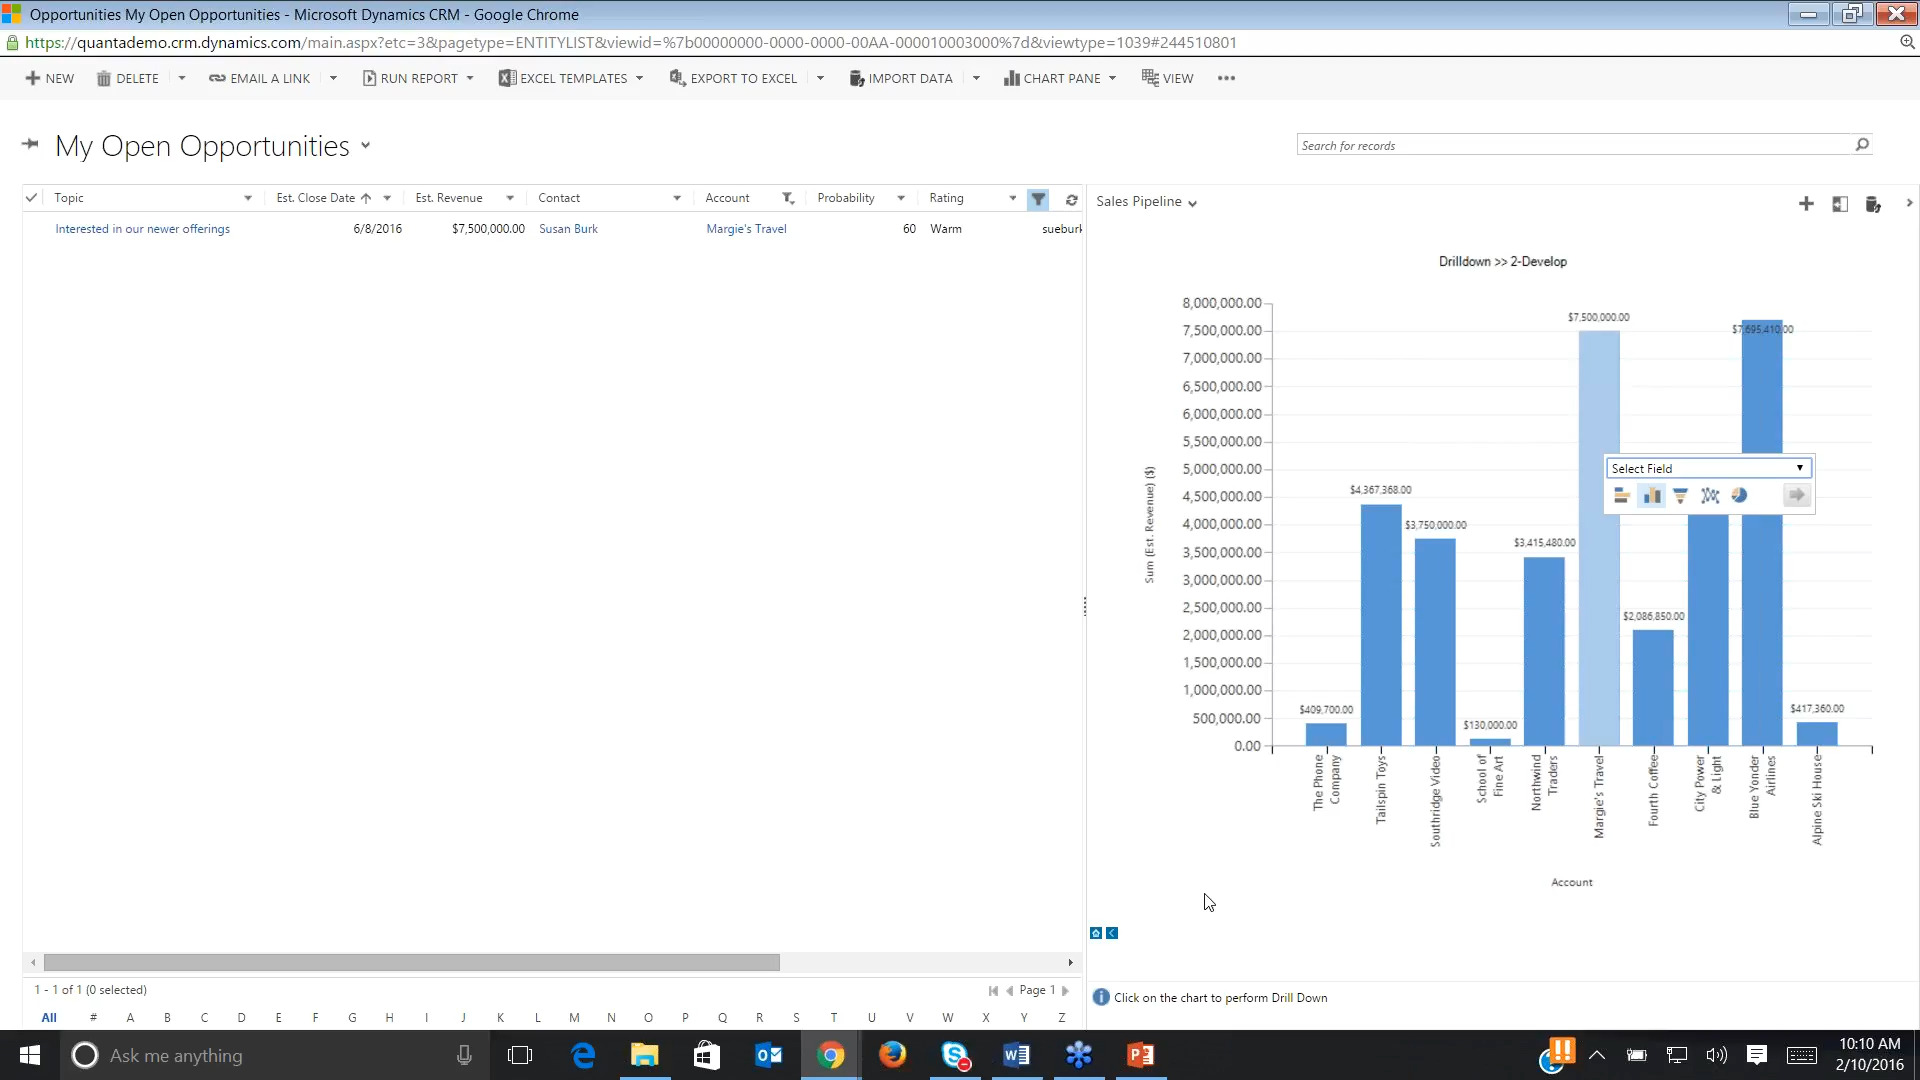 Opportunities My Open Opportunities - Microsoft Dynamics CRM - Google Chrome
https://quantademo.crm.dynamics.com/main.aspx?etc=3&pagetype=ENTITYLIST&viewid=%7b00000000-0000-0000-00AA-000010003000%7d&viewtype=1039#244510801
NEW DELETE EMAIL A LINK RUN REPORT EXCEL TEMPLATES EXPORT TO EXCEL IMPORT DATA CHART PANE VIEW
My Open Opportunities
Search for records
Topic Est. Close Date Est. Revenue Contact Account Probability Rating
Interested in our newer offerings 6/8/2016 $7,500,000.00 Susan Burk Margie's Travel 60 Warm sueburk
Sales Pipeline
Drilldown >> 2-Develop
8,000,000.00
7,500,000.00
7,000,000.00
6,500,000.00
6,000,000.00
5,500,000.00
5,000,000.00
4,500,000.00
4,000,000.00
3,500,000.00
3,000,000.00
2,500,000.00
2,000,000.00
1,500,000.00
1,000,000.00
500,000.00
0.00
Sum (Est. Revenue) ($)
$409,700.00
$4,367,368.00
$3,750,000.00
$130,000.00
$3,415,480.00
$7,500,000.00
$2,086,850.00
$7,695,410.00
$417,360.00
Select Field
The Phone
Company
Tailspin Toys
Southridge Video
School of
Fine Art
Northwind
Traders
Margie's Travel
Fourth Coffee
City Power
& Light
Blue Yonder
Airlines
Alpine Ski House
Account
Click on the chart to perform Drill Down
1 - 1 of 1 (0 selected)
Page 1
All # A B C D E F G H I J K L M N O P Q R S T U V W X Y Z
Ask me anything
10:10 AM
2/10/2016